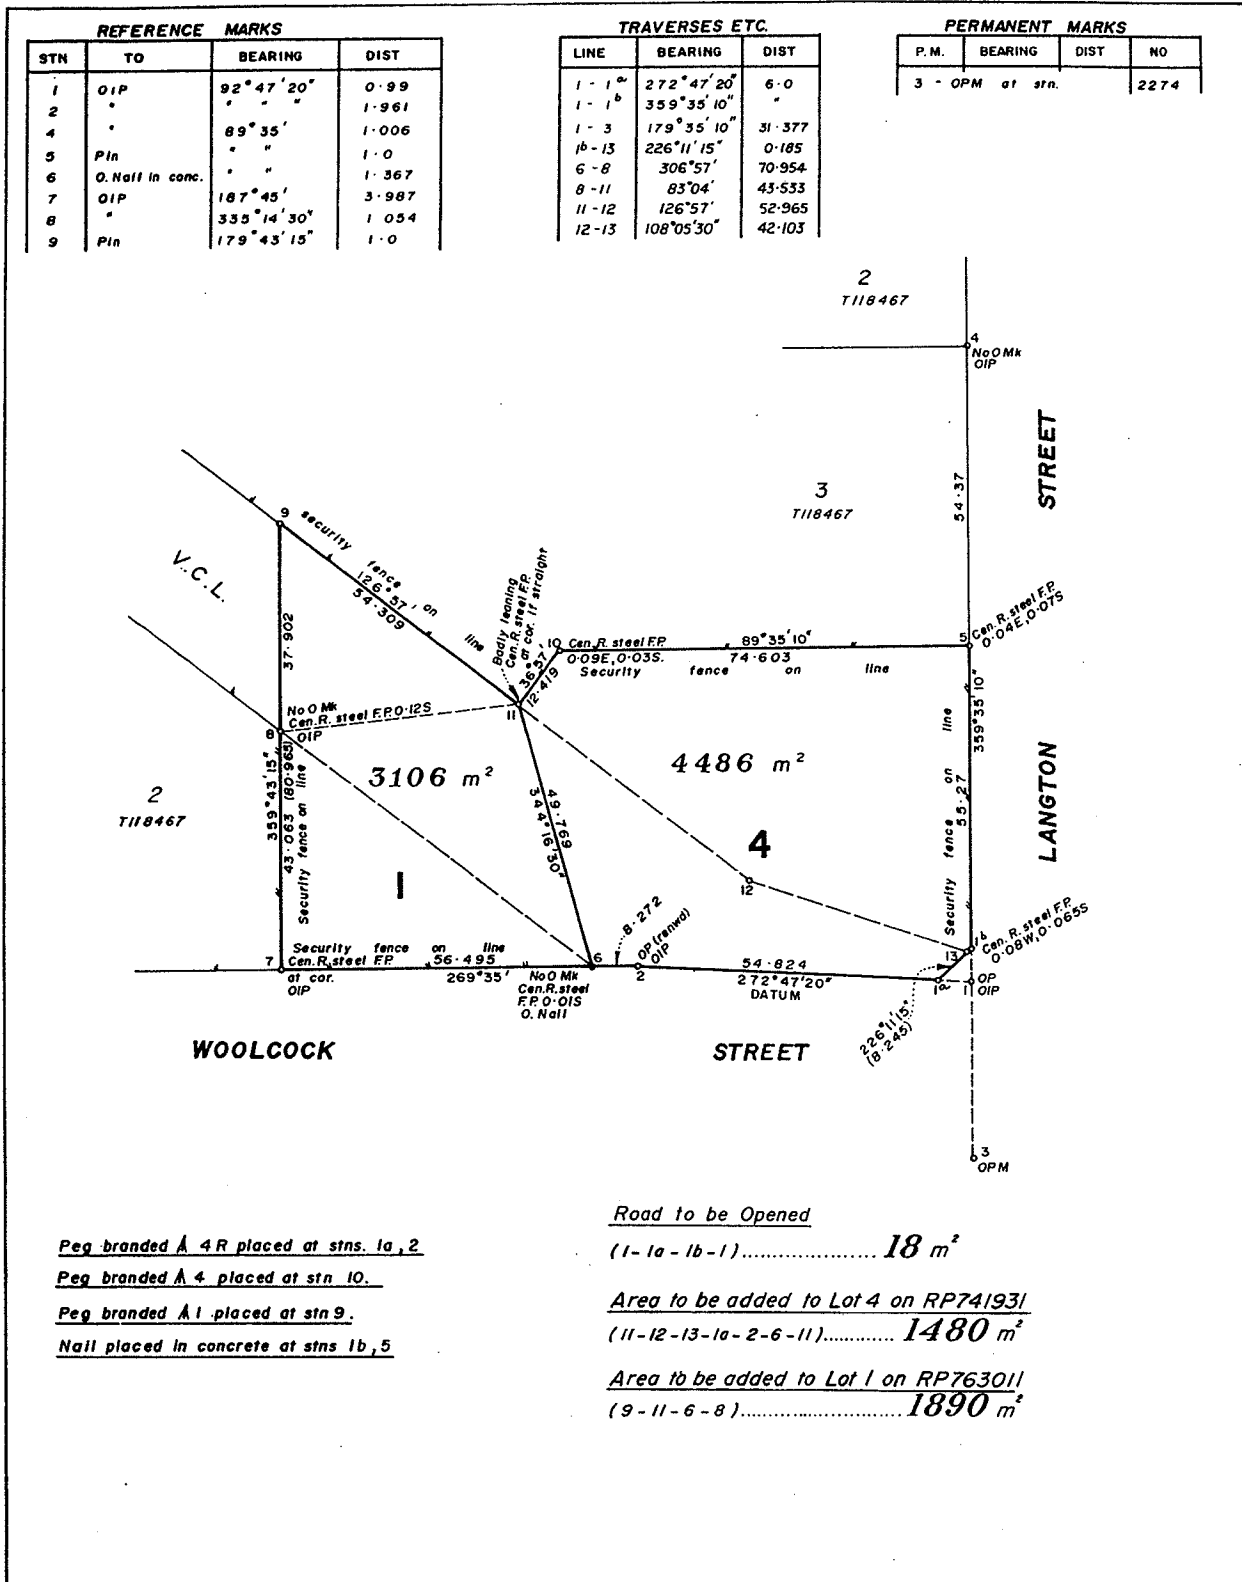 REFERENCE MARKS
STN TO BEARING DIST
1 OIP 92°47'20" 0·99
2 " " " " 1·961
4 " 89°35' 1·006
5 Pin " " 1·0
6 O. Nail in conc. " " 1·367
7 OIP 187°45' 3·987
8 " 335°14'30" 1 054
9 Pin 179°43'15" 1·0
TRAVERSES ETC.
LINE BEARING DIST
1 - 1a 272°47'20" 6·0
1 - 1b 359°35'10" "
1 - 3 179°35'10" 31·377
1b-13 226°11'15" 0·185
6 - 8 306°57' 70·954
8 - 11 83°04' 43·533
11 - 12 126°57' 52·965
12-13 108°05'30" 42·103
PERMANENT MARKS
P.M. BEARING DIST NO
3 - OPM at stn. 2274
2
T118467
4
No O Mk
OIP
STREET
54·37
3
T118467
9
security fence on line
126°57'
54·309
V.C.L.
37·902
Badly leaning
Cen.R. steel F.P.
at cor. if straight
36°57'
12·419
10
Cen.R. steel F.P.
0·09E, 0·03S.
89°35'10"
74·603
Security fence on line
5
Cen.R. steel F.P.
0·04E, 0·07S
359°35'10"
No O Mk
Cen.R. steel F.P. 0·12S
8
OIP
11
3106 m²
4486 m²
2
T118467
359°43'15"
43·063 (80·965)
Security fence on line
1
49·769
344°16'30"
4
12
55·27
Security fence on line
LANGTON
1b
Cen.R. steel F.P.
0·08W, 0·065S
13
8·272
OP (renwd)
OIP
Security fence on line
7
Cen.R. steel F.P.
at cor.
OIP
56·495
269°35'
6
No O Mk
Cen.R. steel
F.P. 0·01S
O. Nail
2
54·824
272°47'20"
DATUM
1a
1
OP
OIP
226°11'15"
(8·245)
WOOLCOCK STREET
3
OPM
Peg branded 4R placed at stns. 1a, 2
Peg branded 4 placed at stn 10.
Peg branded 1 placed at stn 9.
Nail placed in concrete at stns 1b, 5
Road to be Opened
(1-1a-1b-1).................... 18 m²
Area to be added to Lot 4 on RP741931
(11-12-13-1a-2-6-11)............ 1480 m²
Area to be added to Lot 1 on RP763011
(9-11-6-8)........................... 1890 m²